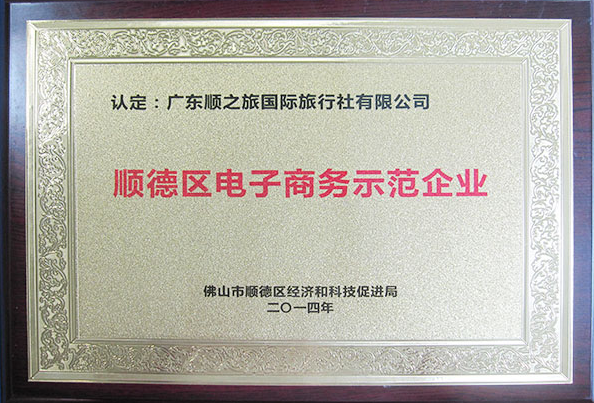 认定：广东顺之旅国际旅行社有限公司
顺德区电子商务示范企业
佛山市顺德区经济和科技促进局
二〇一四年